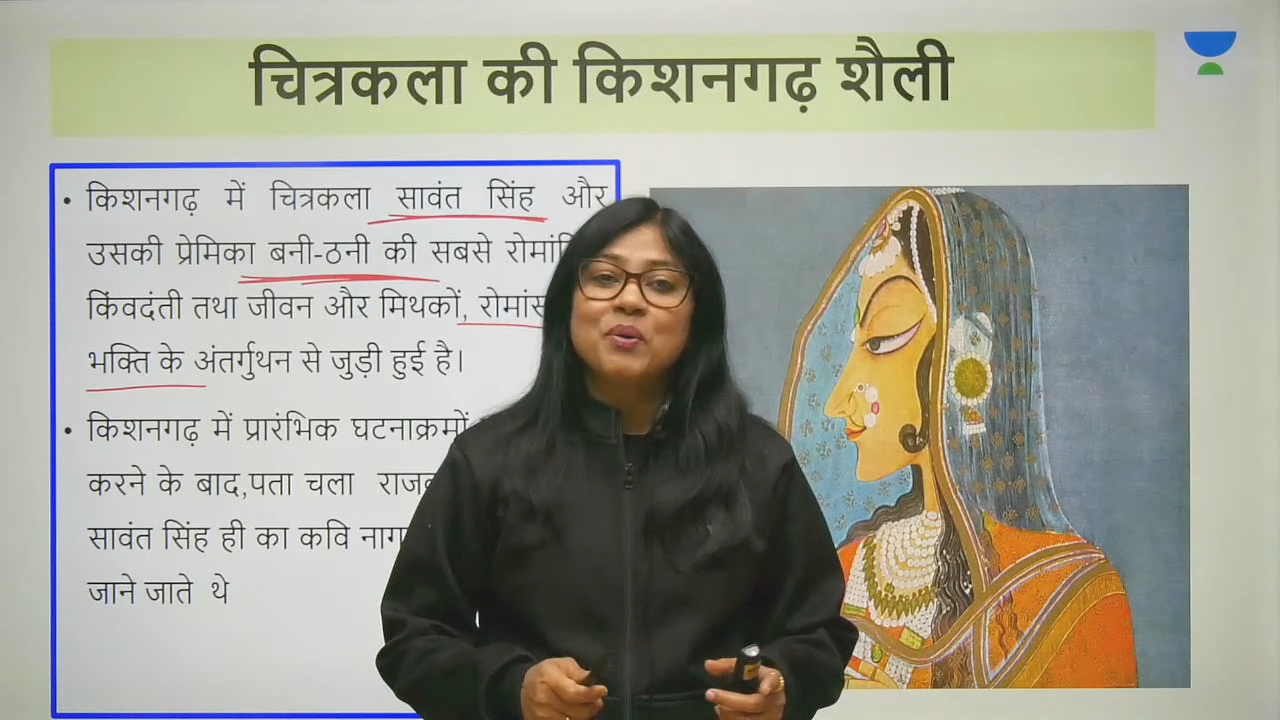 चित्रकला की किशनगढ़ शैली
• किशनगढ़ में चित्रकला सावंत सिंह और
उसकी प्रेमिका बनी-ठनी की सबसे
किंवदंती तथा जीवन और मिथकों,
भक्ति के अंतर्गुथन से जुड़ी हुई है।
• किशनगढ़ में प्रारंभिक घटनाक्रमों
करने के बाद,पता चला
सावंत सिंह ही का कवि
जाने जाते थे